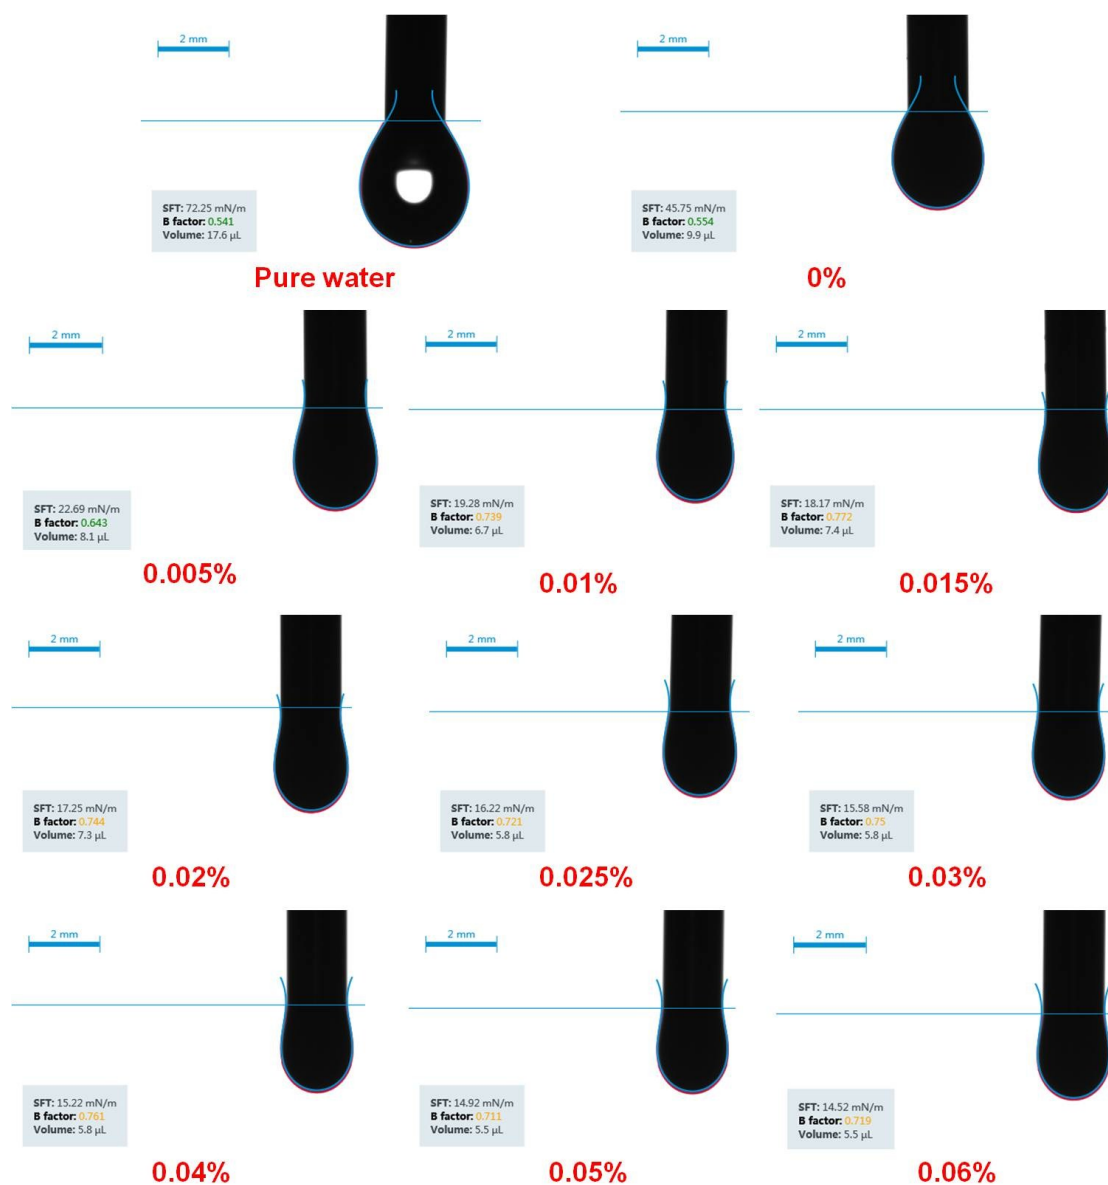 2 mm
SFT: 72.25 mN/m
B factor: 0.541
Volume: 17.6 µL
Pure water
2 mm
SFT: 45.75 mN/m
B factor: 0.554
Volume: 9.9 µL
0%
2 mm
SFT: 22.69 mN/m
B factor: 0.643
Volume: 8.1 µL
0.005%
2 mm
SFT: 19.28 mN/m
B factor: 0.739
Volume: 6.7 µL
0.01%
2 mm
SFT: 18.17 mN/m
B factor: 0.772
Volume: 7.4 µL
0.015%
2 mm
SFT: 17.25 mN/m
B factor: 0.744
Volume: 7.3 µL
0.02%
2 mm
SFT: 16.22 mN/m
B factor: 0.721
Volume: 5.8 µL
0.025%
2 mm
SFT: 15.58 mN/m
B factor: 0.75
Volume: 5.8 µL
0.03%
2 mm
SFT: 15.22 mN/m
B factor: 0.761
Volume: 5.8 µL
0.04%
2 mm
SFT: 14.92 mN/m
B factor: 0.711
Volume: 5.5 µL
0.05%
2 mm
SFT: 14.52 mN/m
B factor: 0.719
Volume: 5.5 µL
0.06%